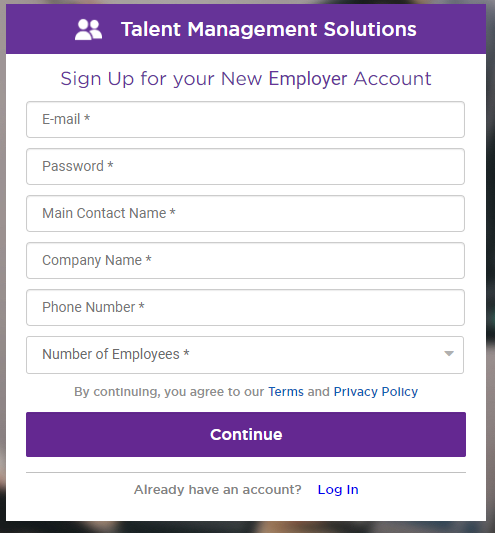 Talent Management Solutions
Sign Up for your New Employer Account
E-mail *
Password *
Main Contact Name *
Company Name *
Phone Number *
Number of Employees *
By continuing, you agree to our Terms and Privacy Policy
Continue
Already have an account? Log In